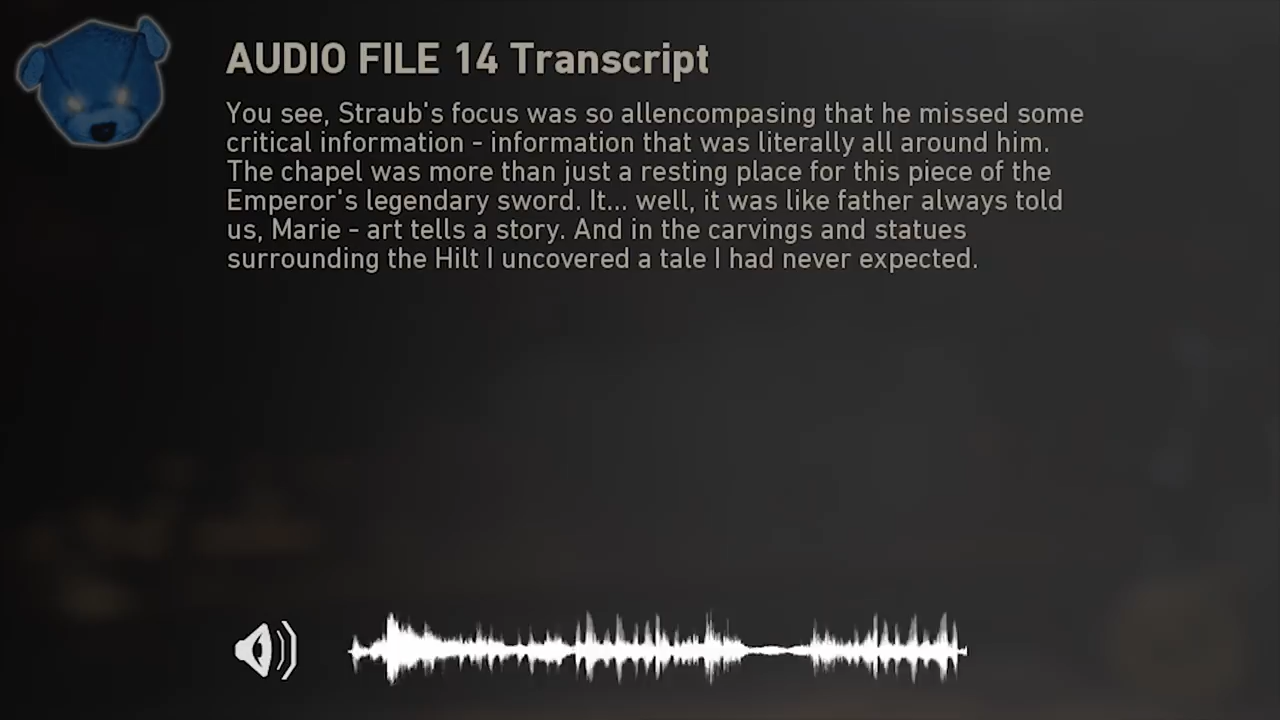 AUDIO FILE 14 Transcript
You see, Straub's focus was so allencompasing that he missed some
critical information - information that was literally all around him.
The chapel was more than just a resting place for this piece of the
Emperor's legendary sword. It... well, it was like father always told
us, Marie - art tells a story. And in the carvings and statues
surrounding the Hilt I uncovered a tale I had never expected.